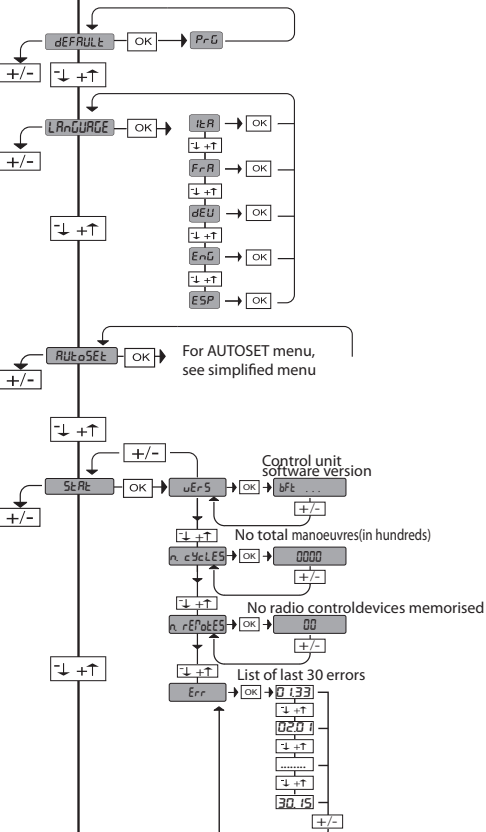 dEFAULt OK PrG
+/- -↓ +↑
LAnGUAGE OK ItA OK
-↓ +↑
+/-
FrA OK
-↓ +↑
dEU OK
-↓ +↑
-↓ +↑
EnG OK
-↓ +↑
ESP OK
AUtoSEt OK For AUTOSET menu,
see simplified menu
+/-
-↓ +↑
+/-
Control unit
software version
StAt OK vErS OK bFt ...
+/-
+/-
-↓ +↑ No total manoeuvres(in hundreds)
n. cYcLES OK 0000
+/-
-↓ +↑ No radio controldevices memorised
n. rEMotES OK 00
+/-
-↓ +↑
-↓ +↑ List of last 30 errors
Err OK 01.33
-↓ +↑
02.01
-↓ +↑
........
-↓ +↑
30.15
+/-